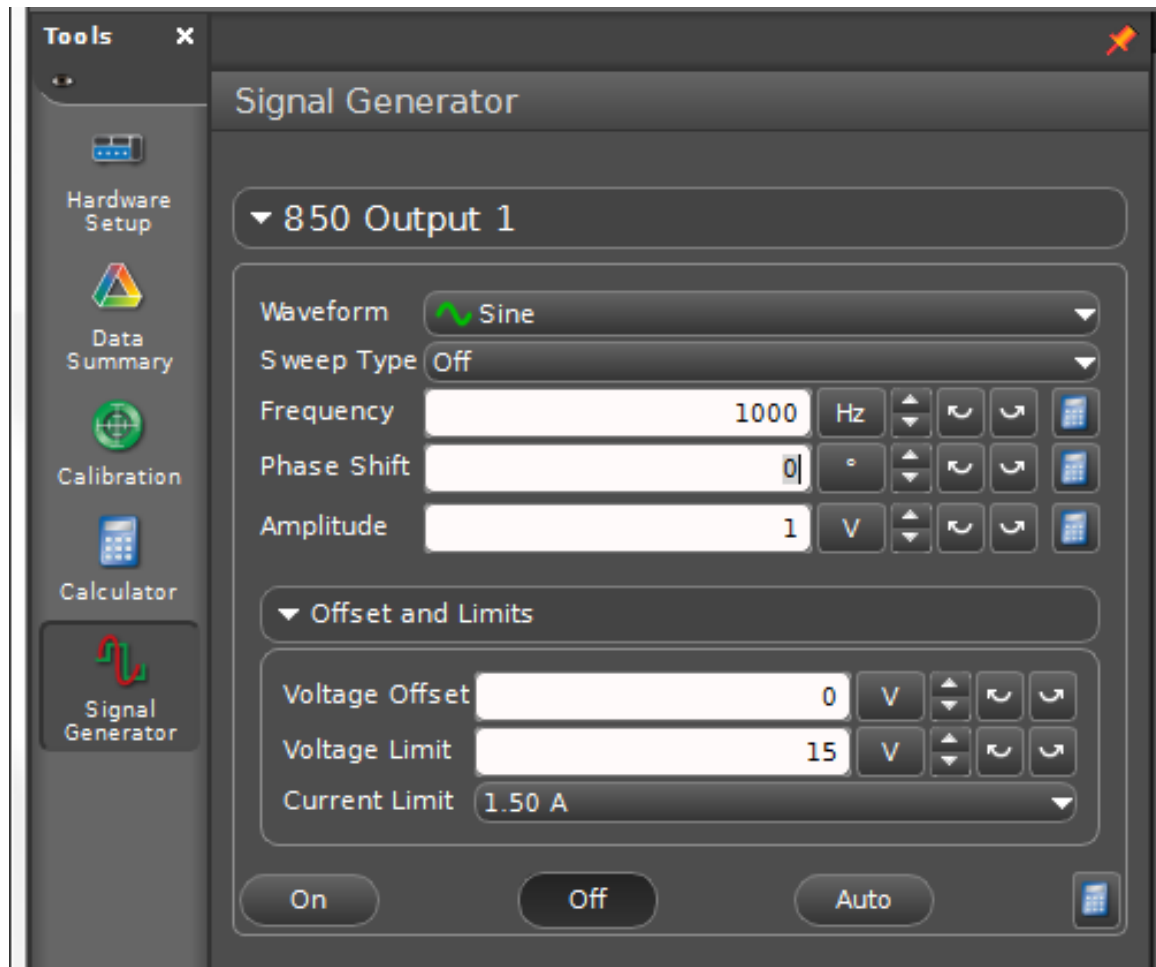 Tools
Signal Generator
Hardware
Setup
Data
Summary
Calibration
Calculator
Signal
Generator
850 Output 1
Waveform Sine
Sweep Type Off
Frequency 1000 Hz
Phase Shift 0 °
Amplitude 1 V
Offset and Limits
Voltage Offset 0 V
Voltage Limit 15 V
Current Limit 1.50 A
On Off Auto